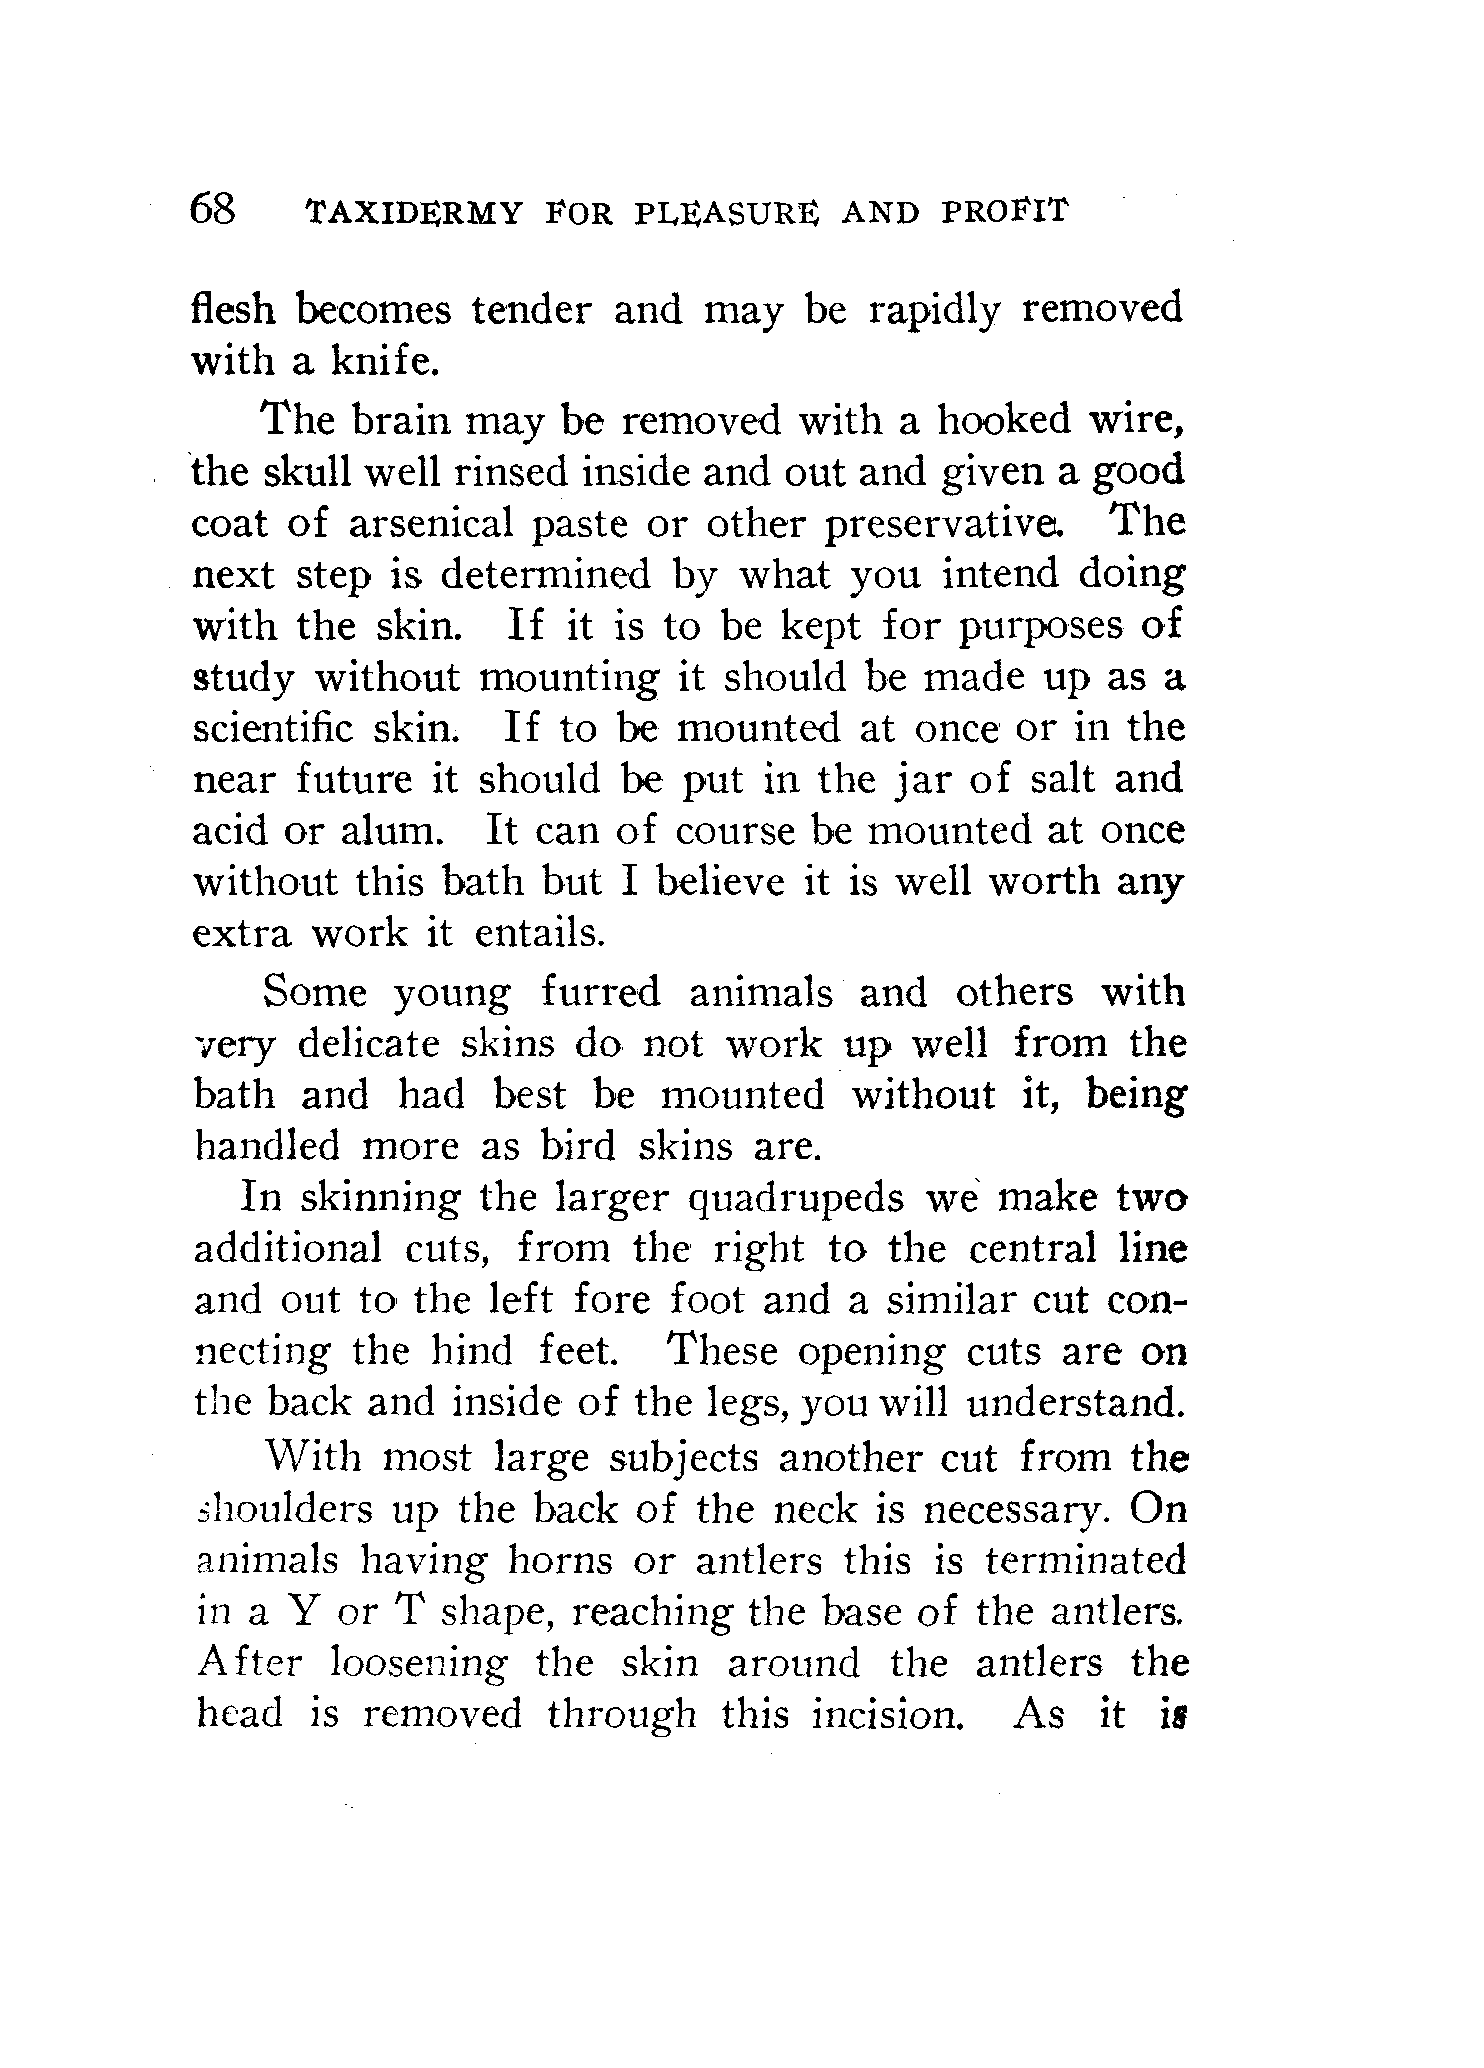 68 TAXIDERMY FOR PLEASURE AND PROFIT
flesh becomes tender and may be rapidly removed
with a knife.
The brain may be removed with a hooked wire,
the skull well rinsed inside and out and given a good
coat of arsenical paste or other preservative. The
next step is determined by what you intend doing
with the skin. If it is to be kept for purposes of
study without mounting it should be made up as a
scientific skin. If to be mounted at once or in the
near future it should be put in the jar of salt and
acid or alum. It can of course be mounted at once
without this bath but I believe it is well worth any
extra work it entails.
Some young furred animals and others with
very delicate skins do not work up well from the
bath and had best be mounted without it, being
handled more as bird skins are.
In skinning the larger quadrupeds we make two
additional cuts, from the right to the central line
and out to the left fore foot and a similar cut con-
necting the hind feet. These opening cuts are on
the back and inside of the legs, you will understand.
With most large subjects another cut from the
shoulders up the back of the neck is necessary. On
animals having horns or antlers this is terminated
in a Y or T shape, reaching the base of the antlers.
After loosening the skin around the antlers the
head is removed through this incision. As it is